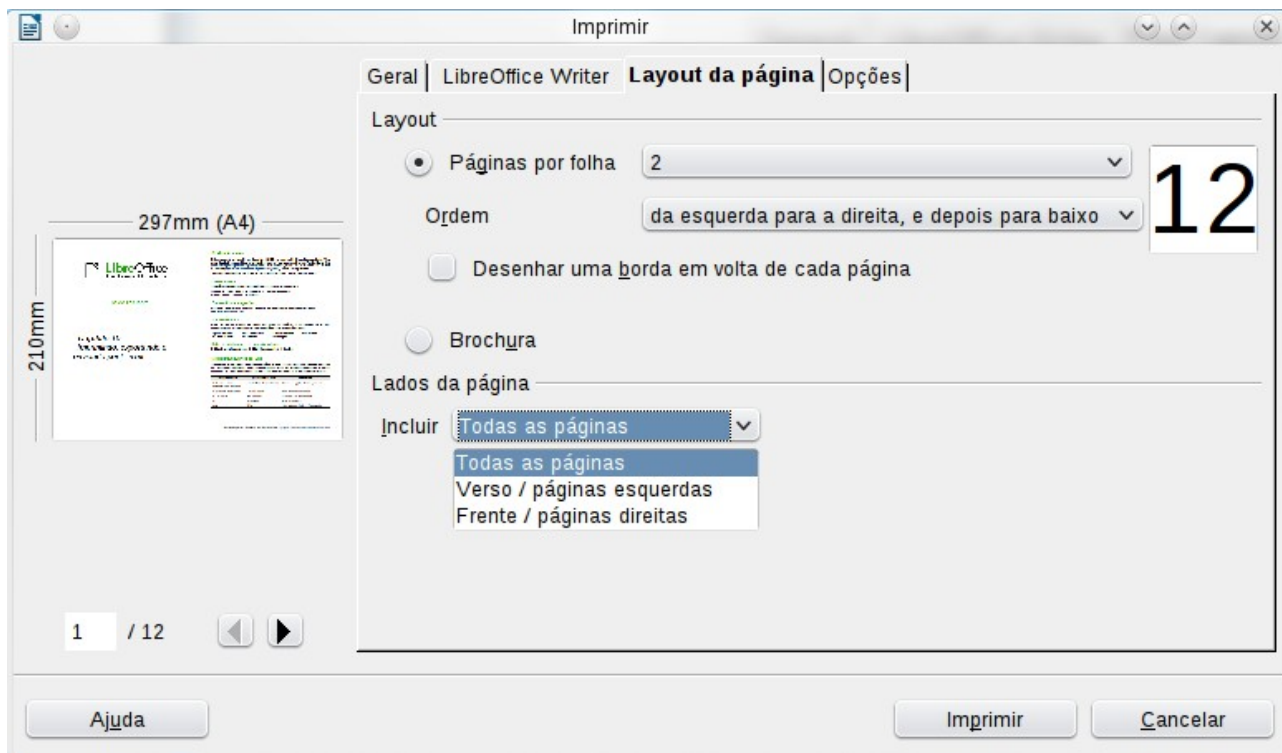 Imprimir
Geral LibreOffice Writer Layout da página Opções
Layout
Páginas por folha 2
12
Ordem da esquerda para a direita, e depois para baixo
Desenhar uma borda em volta de cada página
Brochura
Lados da página
Incluir Todas as páginas
Todas as páginas
Verso / páginas esquerdas
Frente / páginas direitas
297mm (A4)
210mm
LibreOffice
1 / 12
Ajuda Imprimir Cancelar